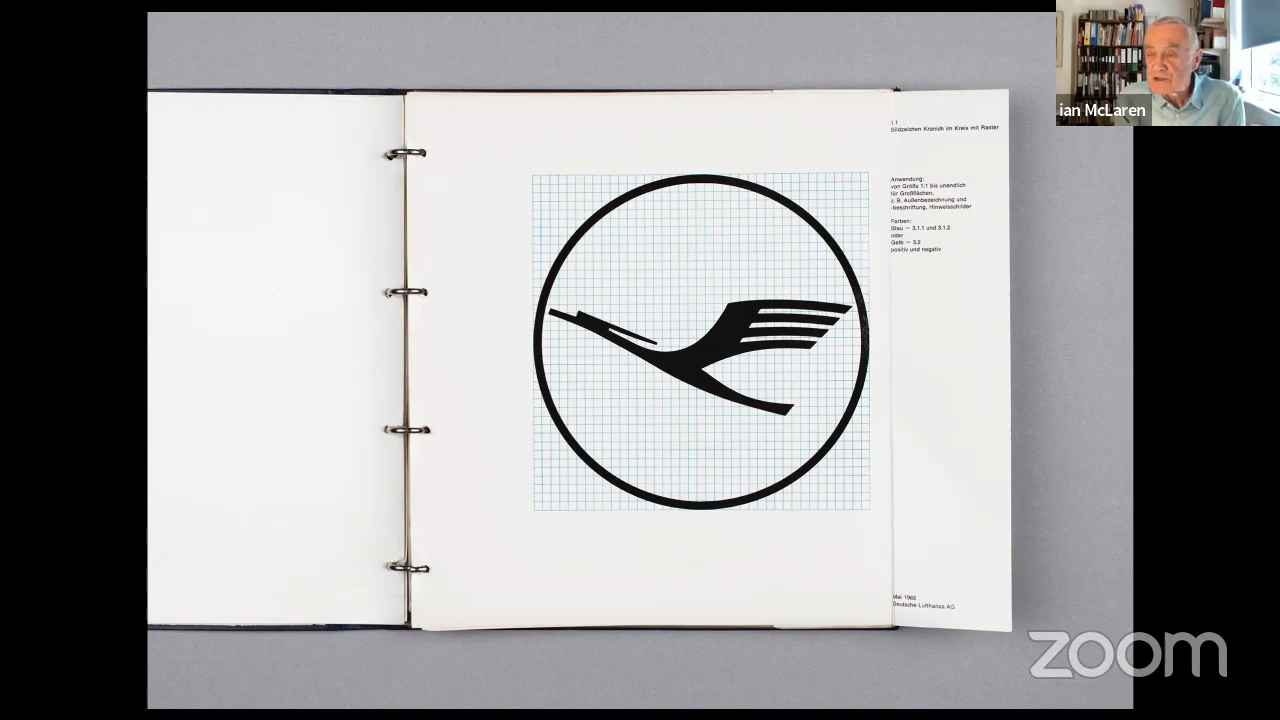 ian McLaren
1.1
Bildzeichen Kranich im Kreis mit Raster
Anwendung:
von Größe 1:1 bis unendlich
für Großflächen.
z. B. Außenbezeichnung und
-beschriftung, Hinweisschilder
Farben:
Blau — 3.1.1 und 3.1.2
oder
Gelb — 3.2
positiv und negativ
Mai 1963
Deutsche Lufthansa AG
zoom